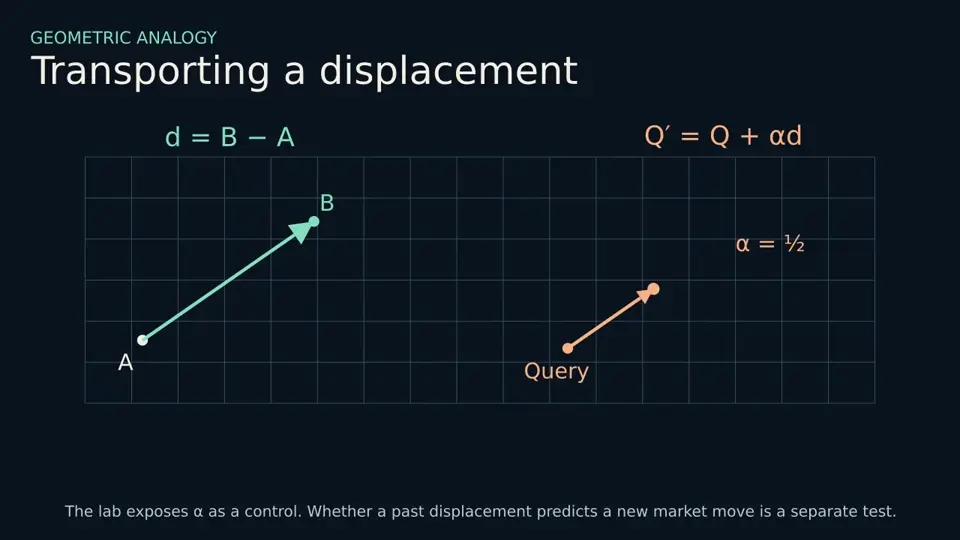 GEOMETRIC ANALOGY
Transporting a displacement
d = B − A
Q′ = Q + αd
B
α = ½
A
Query
The lab exposes α as a control. Whether a past displacement predicts a new market move is a separate test.